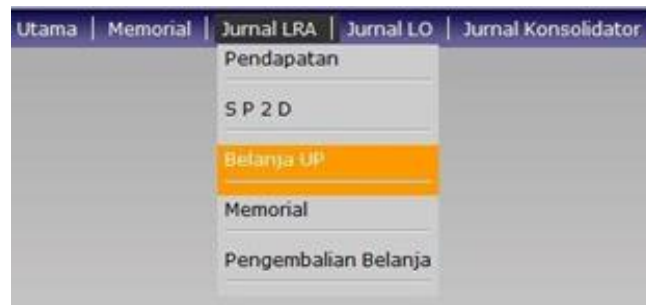 Utama | Memorial | Jurnal LRA | Jurnal LO | Jurnal Konsolidator
Pendapatan
S P 2 D
Belanja UP
Memorial
Pengembalian Belanja